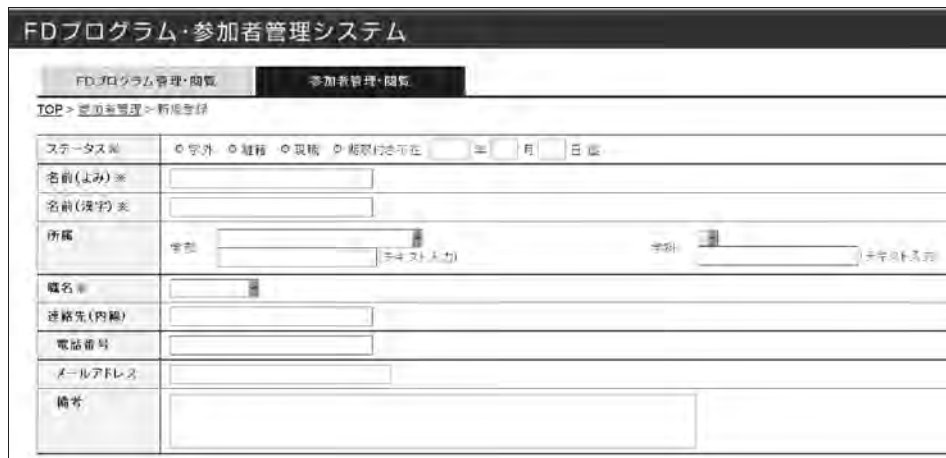 FDプログラム・参加者管理システム
FDプログラム管理・閲覧 参加者管理・閲覧
TOP > 参加者管理 > 新規登録
ステータス※ 学外 離籍 現職 期限付き不在 年 月 日 迄
名前(よみ)※
名前(漢字)※
所属 学部 (テキスト入力) 学科 (テキスト入力)
職名※
連絡先(内線)
電話番号
メールアドレス
備考